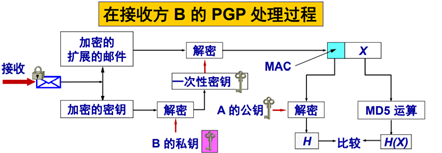 在接收方 B 的 PGP 处理过程
加密的
扩展的邮件
解密
X
MAC
接收
一次性密钥
加密的密钥
解密
A 的公钥
解密
MD5 运算
B 的私钥
H
比较
H(X)